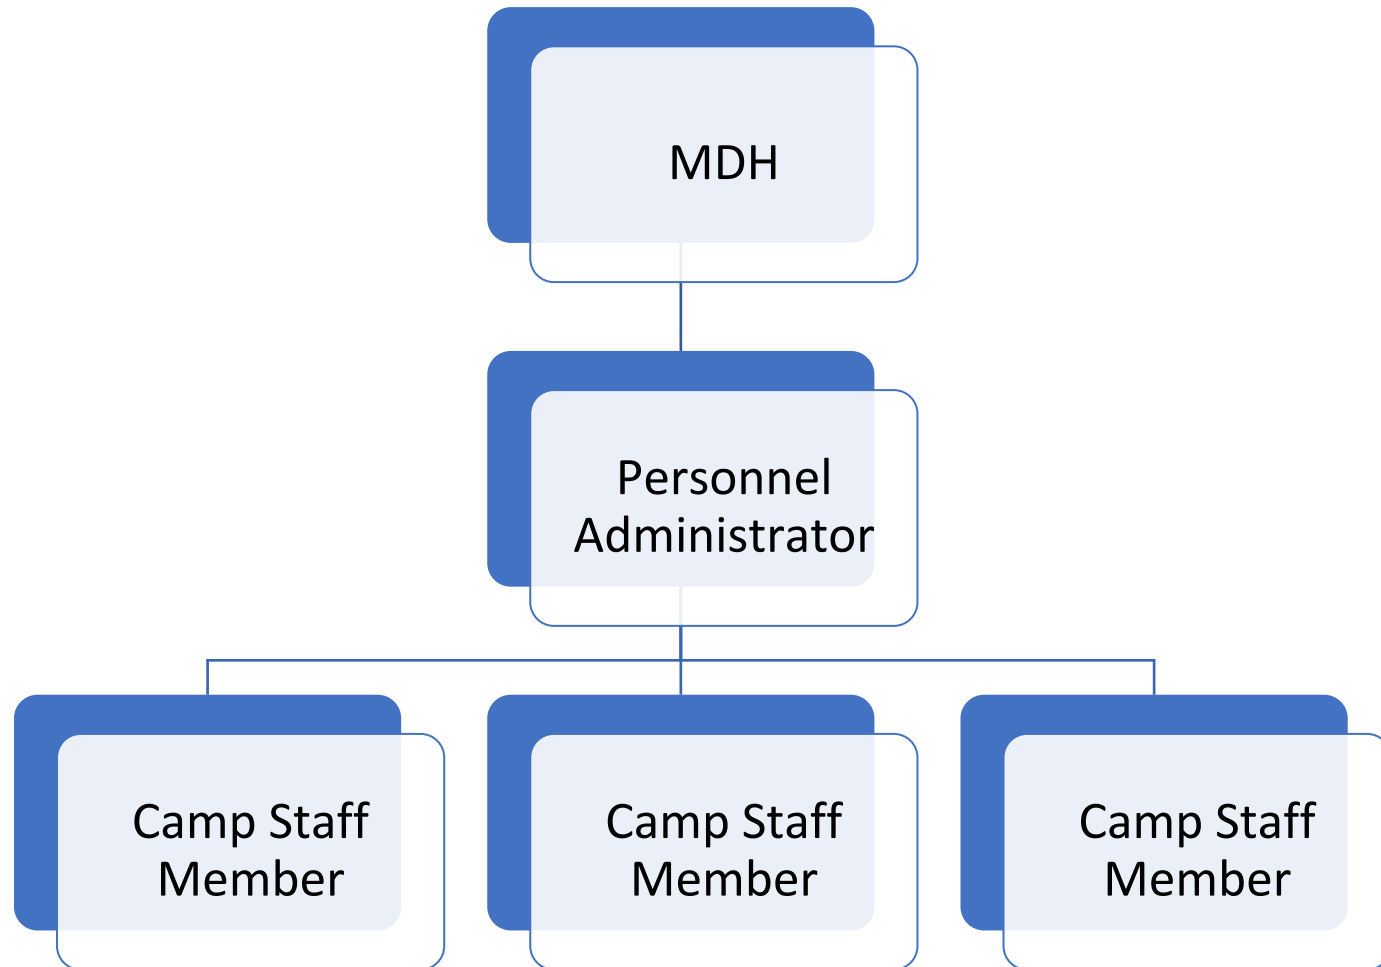 MDH
Personnel
Administrator
Camp Staff
Member
Camp Staff
Member
Camp Staff
Member